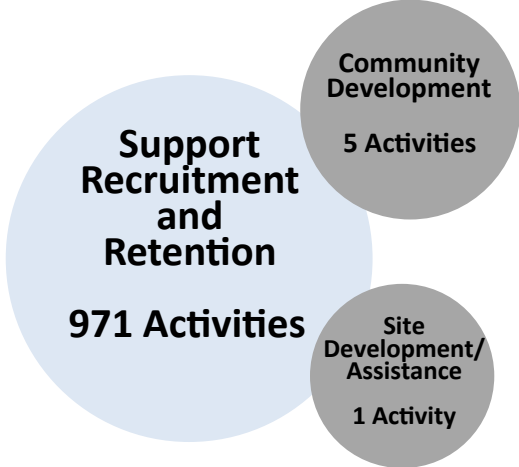 Support
Recruitment
and
Retention
971 Activities
Community
Development
5 Activities
Site
Development/
Assistance
1 Activity